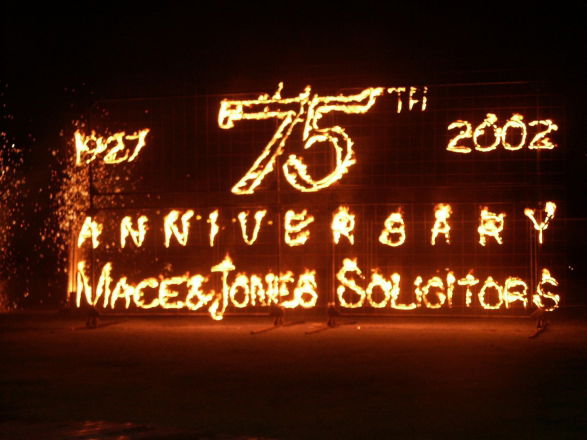 1927 75TH 2002
ANNIVERSARY
MACE & JONES SOLICITORS